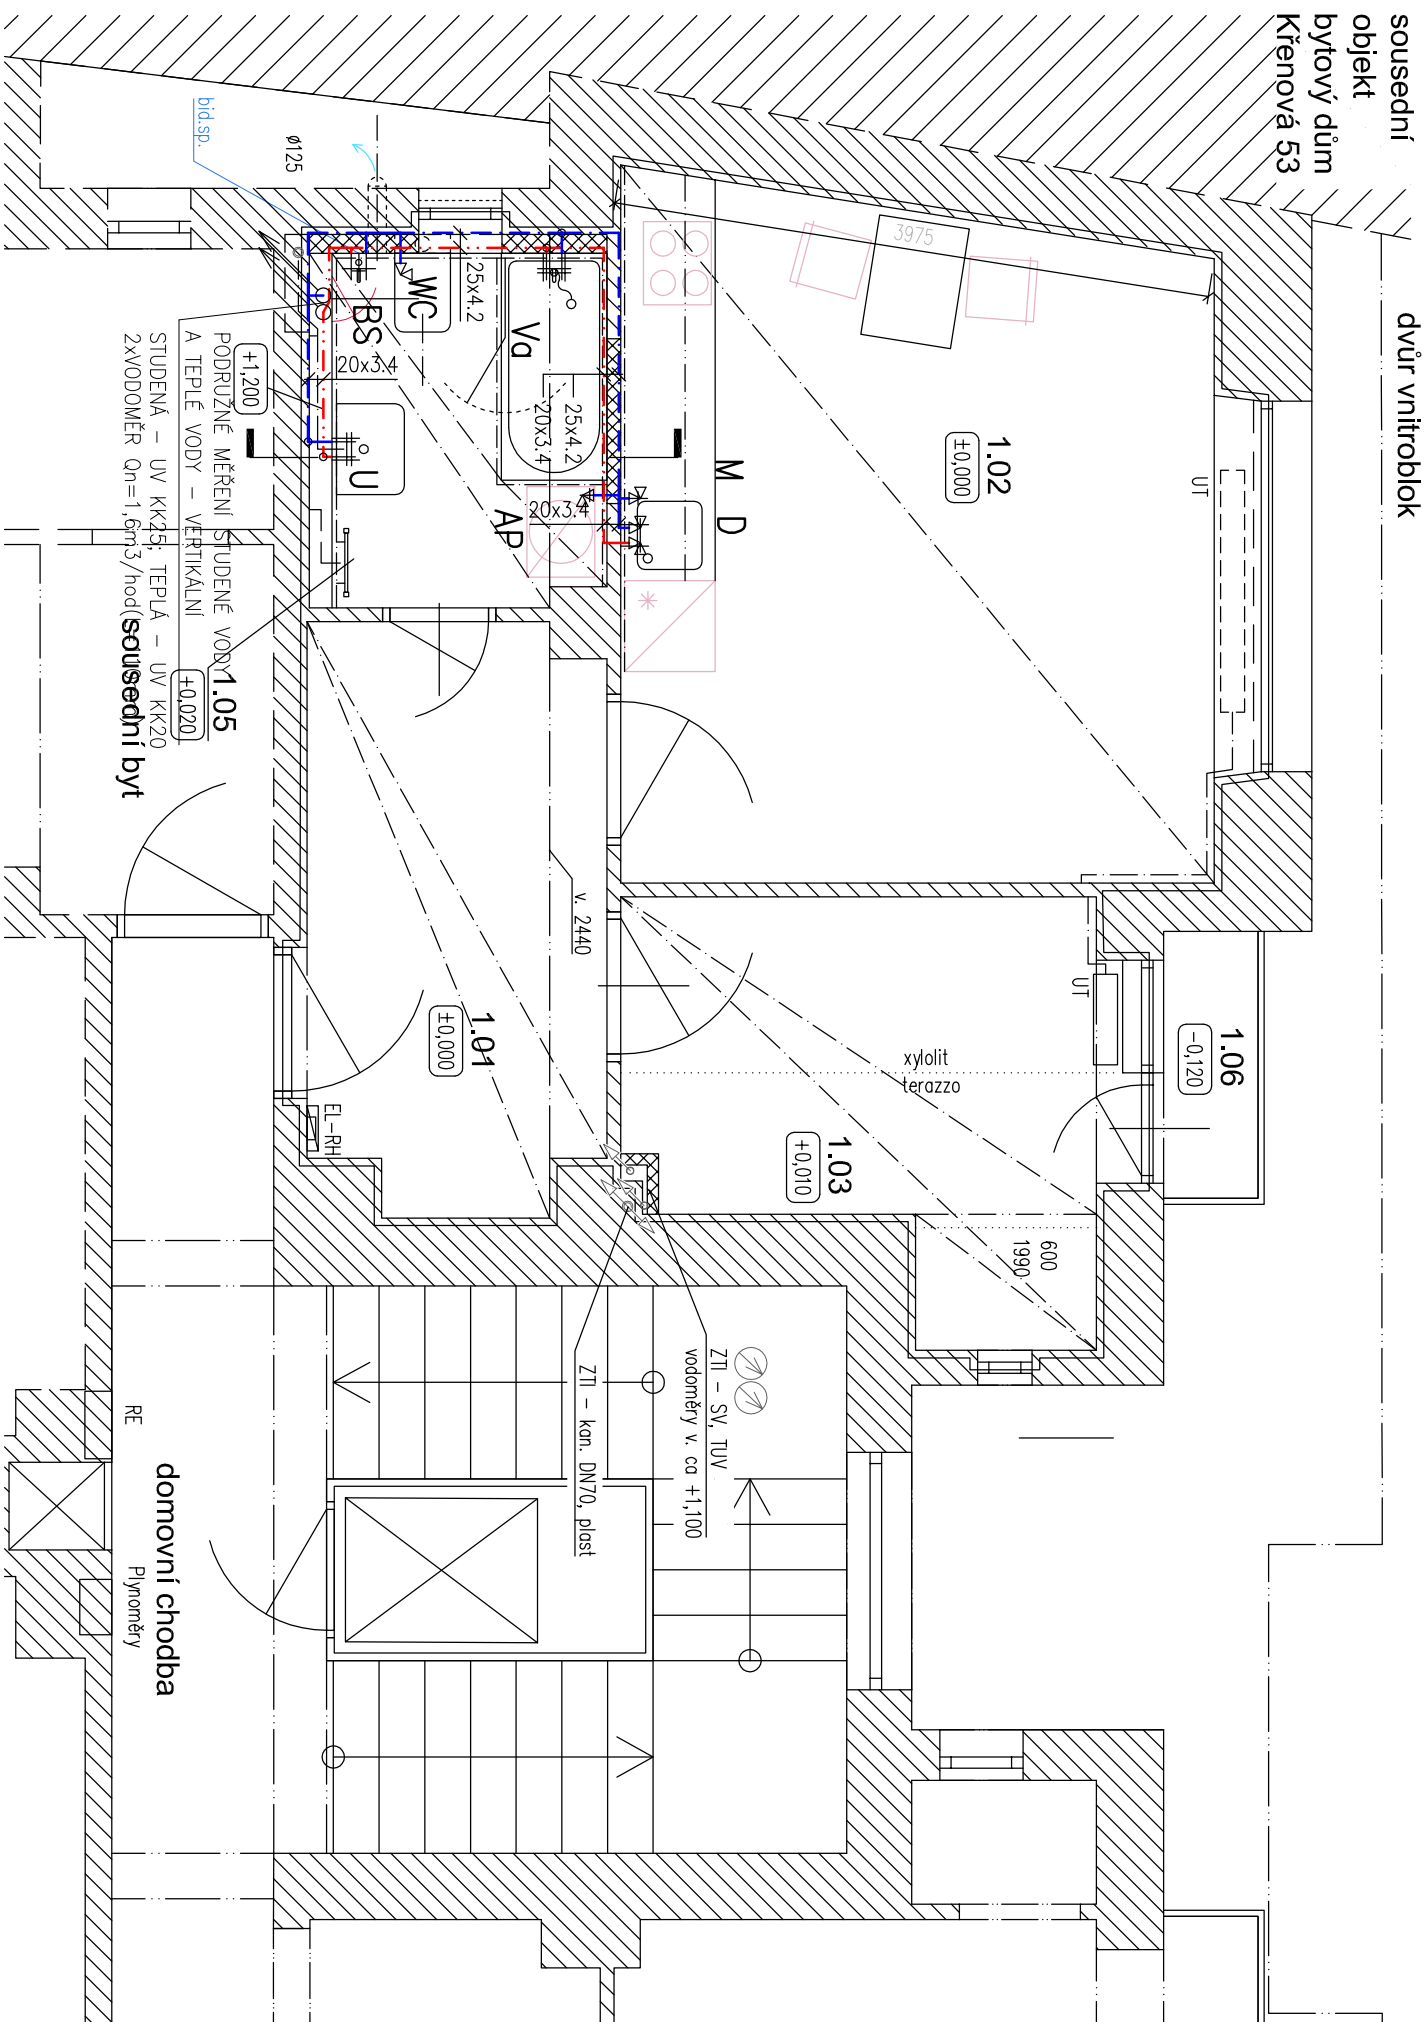 sousední
objekt
bytový dům
Křenová 53
dvůr vnitroblok
bid.sp.
ø125
3975
WC
25x4.2
BS
20x3.4
Va
25x4.2
20x3.4
U
AP
20x3.4
M
D
1.02
±0,000
UT
+1,200
PODRUŽNÉ MĚŘENÍ STUDENÉ VODY
A TEPLÉ VODY - VERTIKÁLNÍ
STUDENÁ - UV KK25; TEPLÁ - UV KK20
2xVODOMĚR Qn=1,6m3/hod
1.05
+0,020
sousední byt
v. 2440
1.01
±0,000
EL-RH
UT
xylolit
terazzo
1.03
+0,010
1.06
-0,120
600
1990
ZTI - SV, TUV
vodoměry v. ca +1,100
ZTI - kan. DN70, plast
RE
domovní chodba
Plynoměry